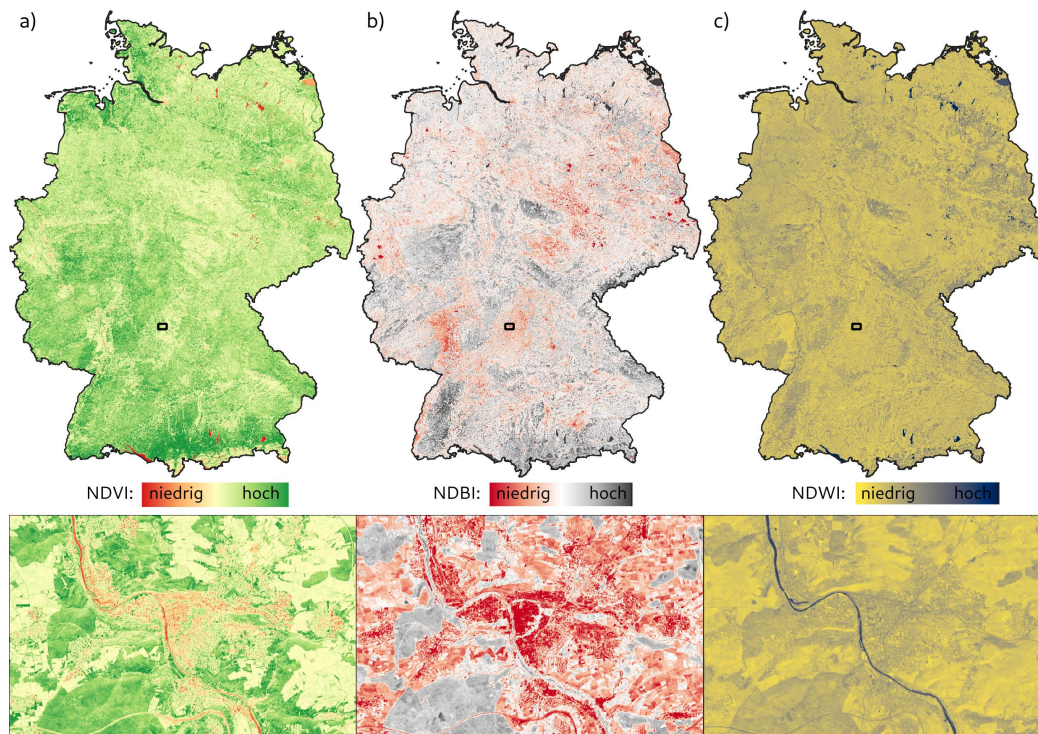 a)
b)
c)
NDVI: niedrig hoch
NDBI: niedrig hoch
NDWI: niedrig hoch